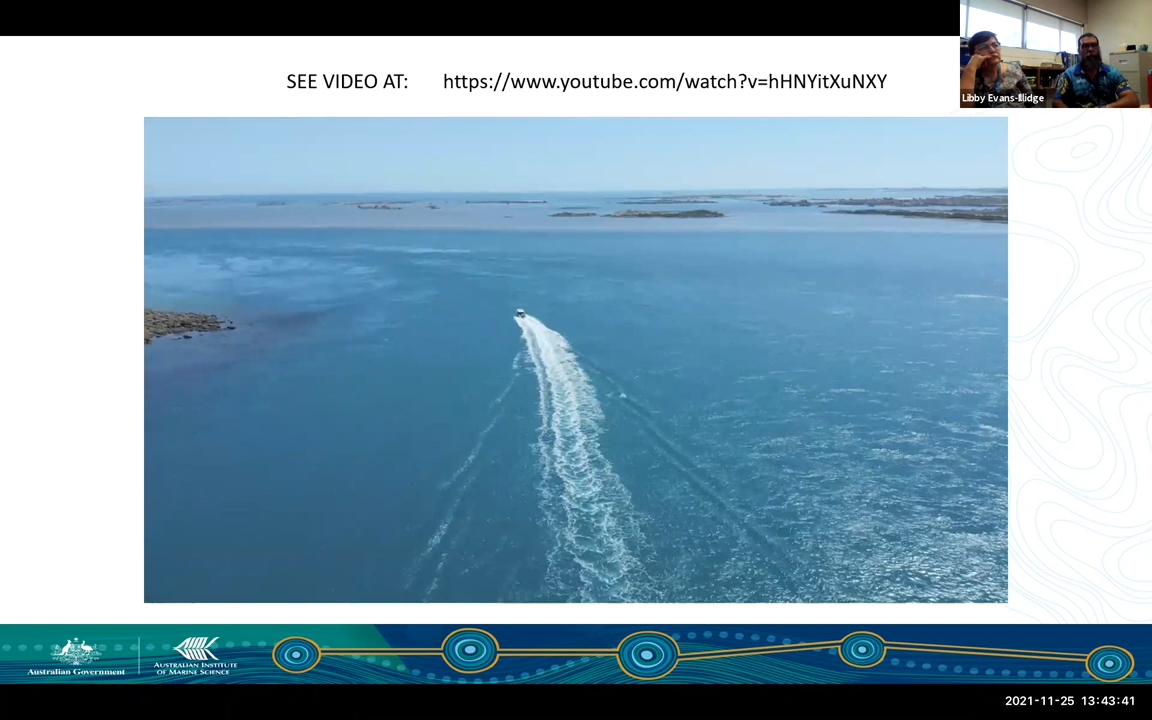 SEE VIDEO AT: https://www.youtube.com/watch?v=hHNYitXuNXY
Libby Evans-Illidge
Australian Government
AUSTRALIAN INSTITUTE
OF MARINE SCIENCE
2021-11-25 13:43:41